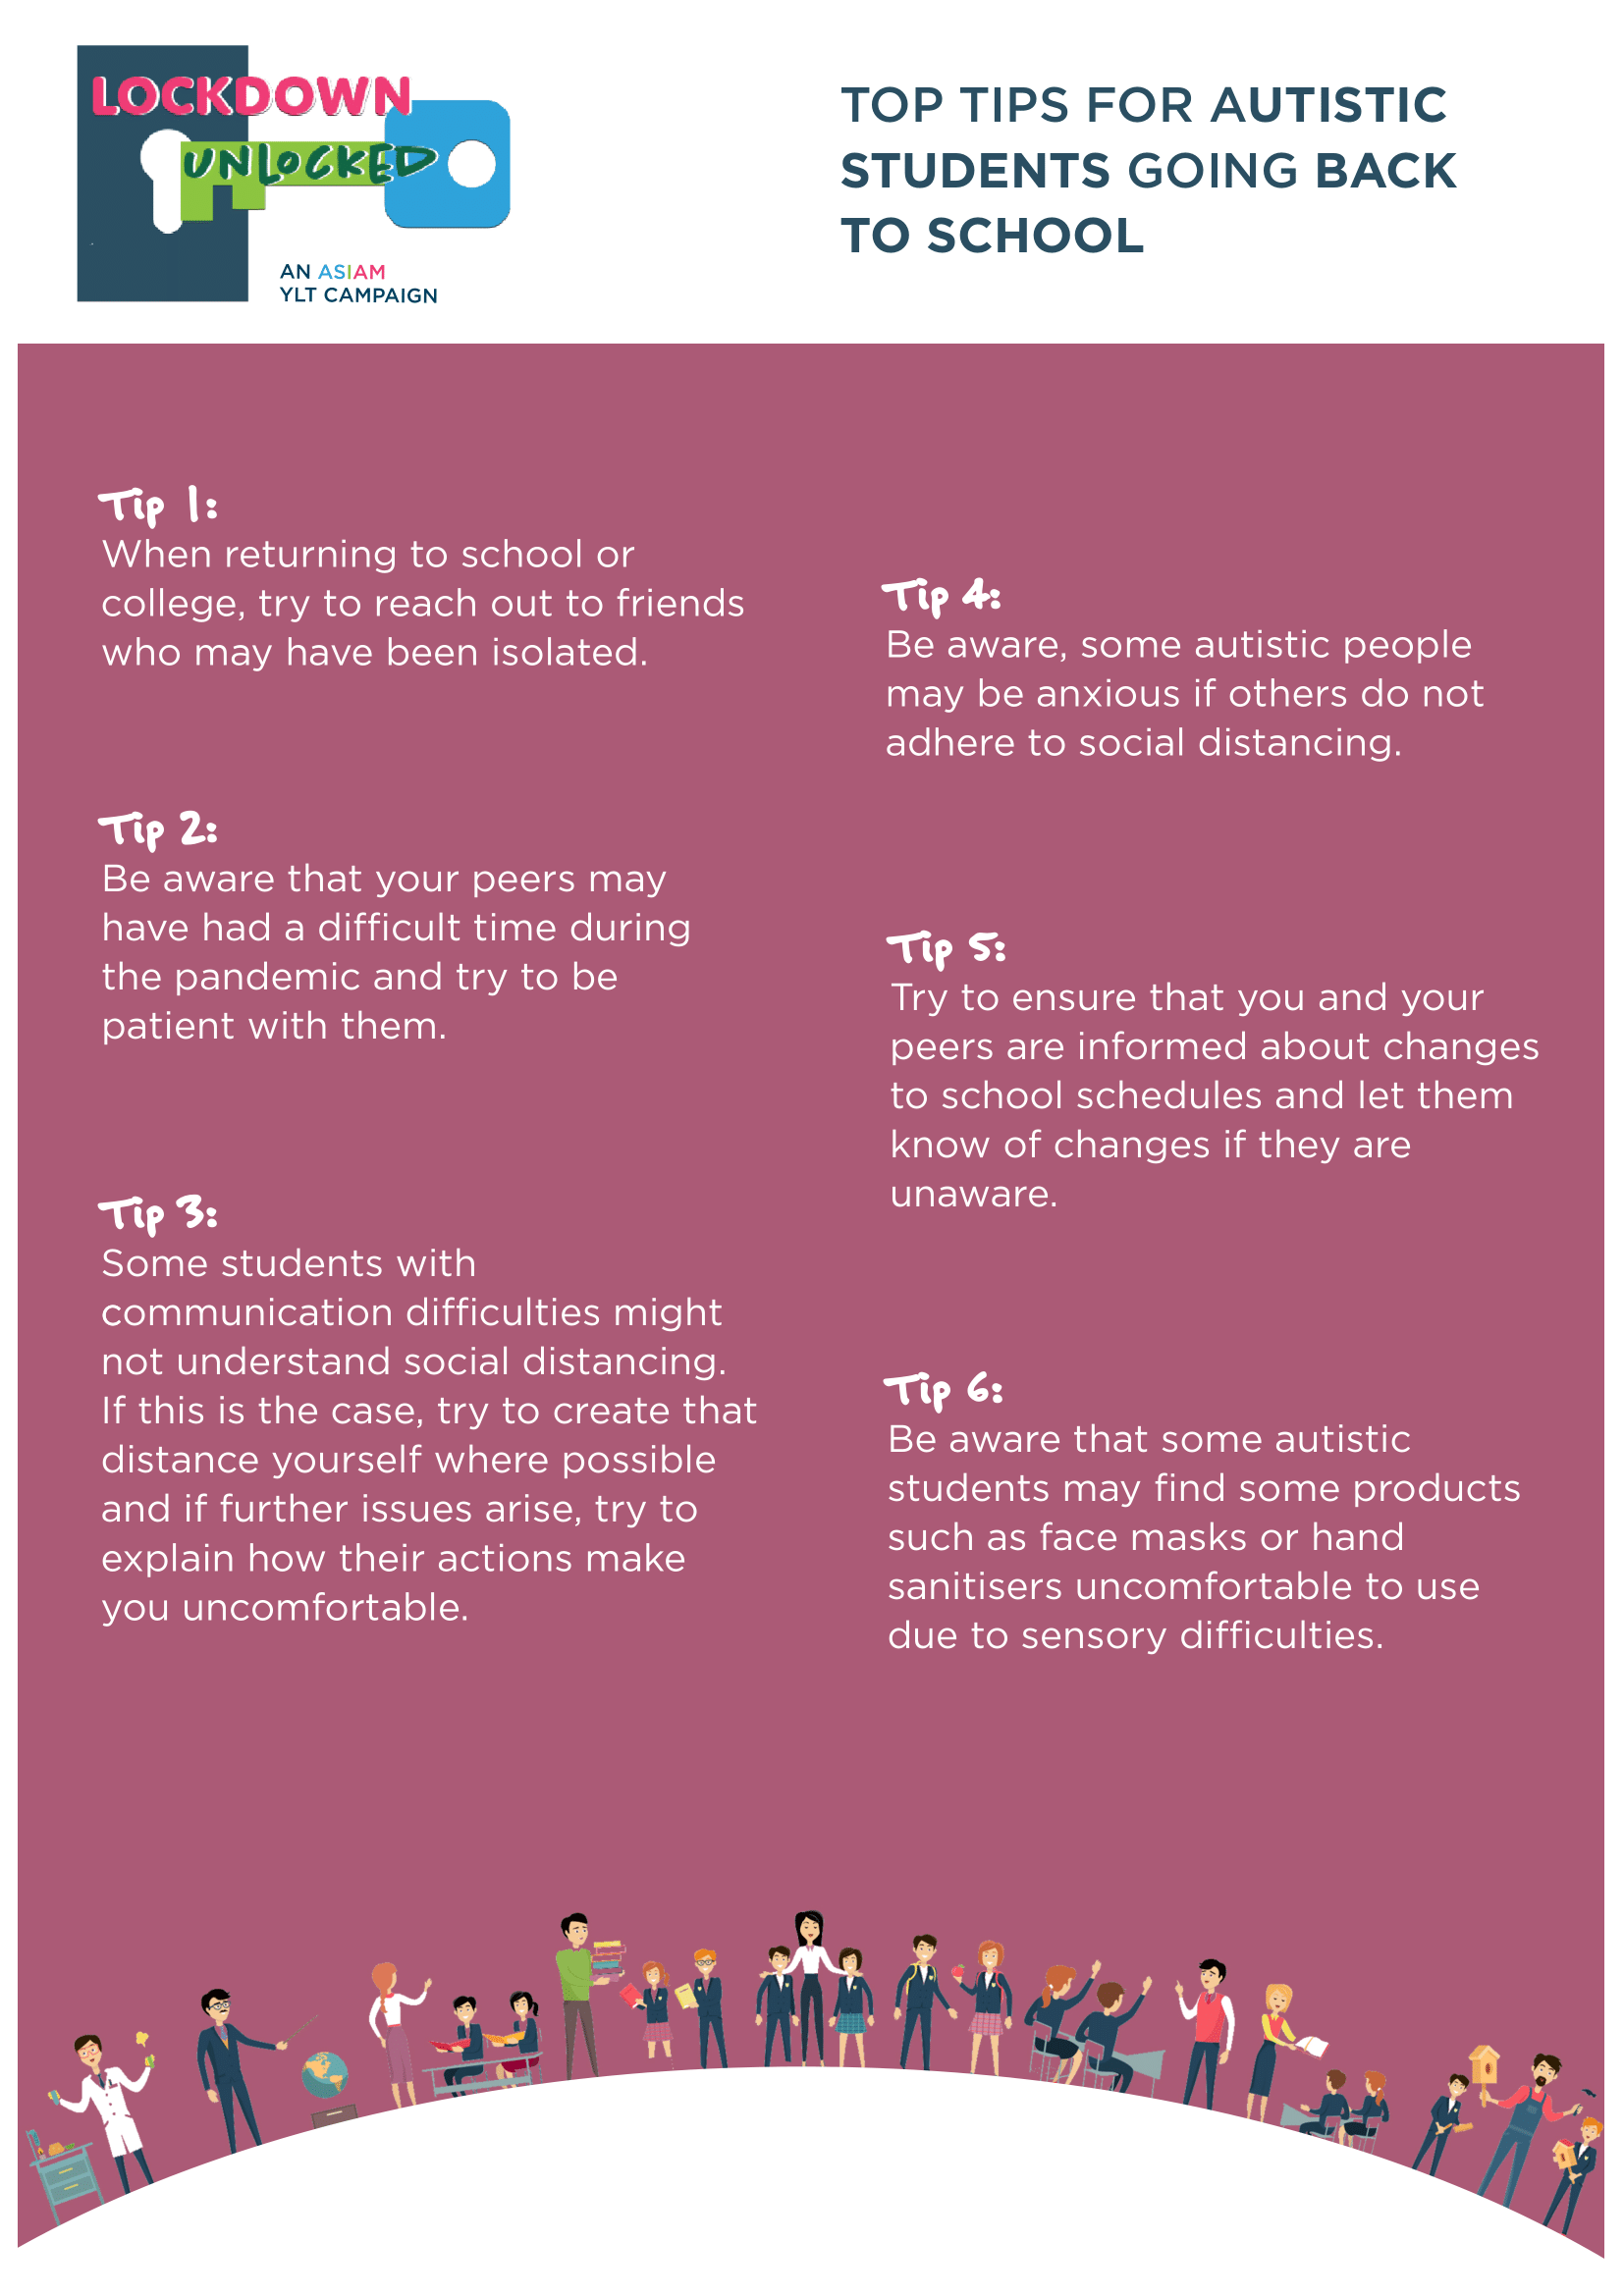 LOCKDOWN
UNLOCKED
AN ASIAM
YLT CAMPAIGN
TOP TIPS FOR AUTISTIC
STUDENTS GOING BACK
TO SCHOOL
Tip 1:
When returning to school or
college, try to reach out to friends
who may have been isolated.
Tip 2:
Be aware that your peers may
have had a difficult time during
the pandemic and try to be
patient with them.
Tip 3:
Some students with
communication difficulties might
not understand social distancing.
If this is the case, try to create that
distance yourself where possible
and if further issues arise, try to
explain how their actions make
you uncomfortable.
Tip 4:
Be aware, some autistic people
may be anxious if others do not
adhere to social distancing.
Tip 5:
Try to ensure that you and your
peers are informed about changes
to school schedules and let them
know of changes if they are
unaware.
Tip 6:
Be aware that some autistic
students may find some products
such as face masks or hand
sanitisers uncomfortable to use
due to sensory difficulties.